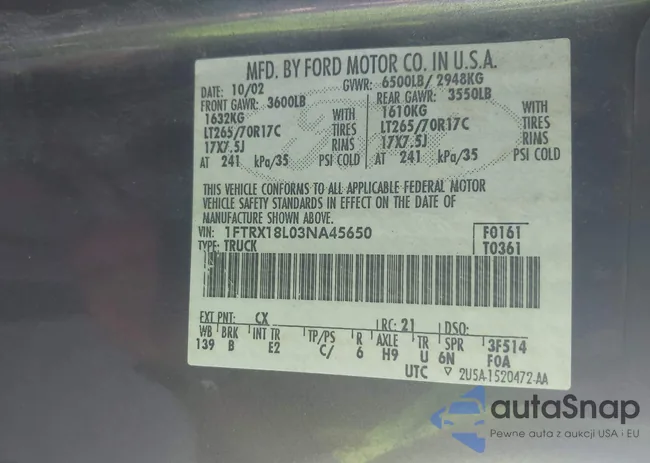 MFD. BY FORD MOTOR CO. IN U.S.A.
DATE: 10/02 GVWR: 6500LB/ 2948KG
FRONT GAWR: 3600LB REAR GAWR: 3550LB
1632KG WITH 1610KG WITH
LT265/70R17C TIRES LT265/70R17C TIRES
17X7.5J RIMS 17X7.5J RIMS
AT 241 kPa/35 PSI COLD AT 241 kPa/35 PSI COLD
THIS VEHICLE CONFORMS TO ALL APPLICABLE FEDERAL MOTOR
VEHICLE SAFETY STANDARDS IN EFFECT ON THE DATE OF
MANUFACTURE SHOWN ABOVE.
VIN: 1FTRX18L03NA45650 F0161
TYPE: TRUCK T0361
EXT PNT: CX RC: 21 DSO:
WB BRK INT TR TP/PS R AXLE TR SPR 3F514
139 B E2 C/ 6 H9 U 6N F0A
UTC ▽ 2U5A-1520472-AA
autaSnap
Pewne auta z aukcji USA i EU